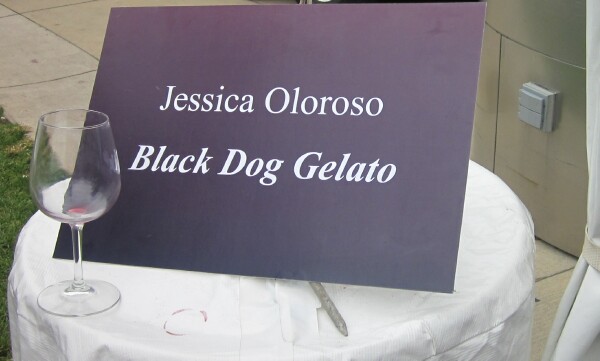 Jessica Oloroso
Black Dog Gelato